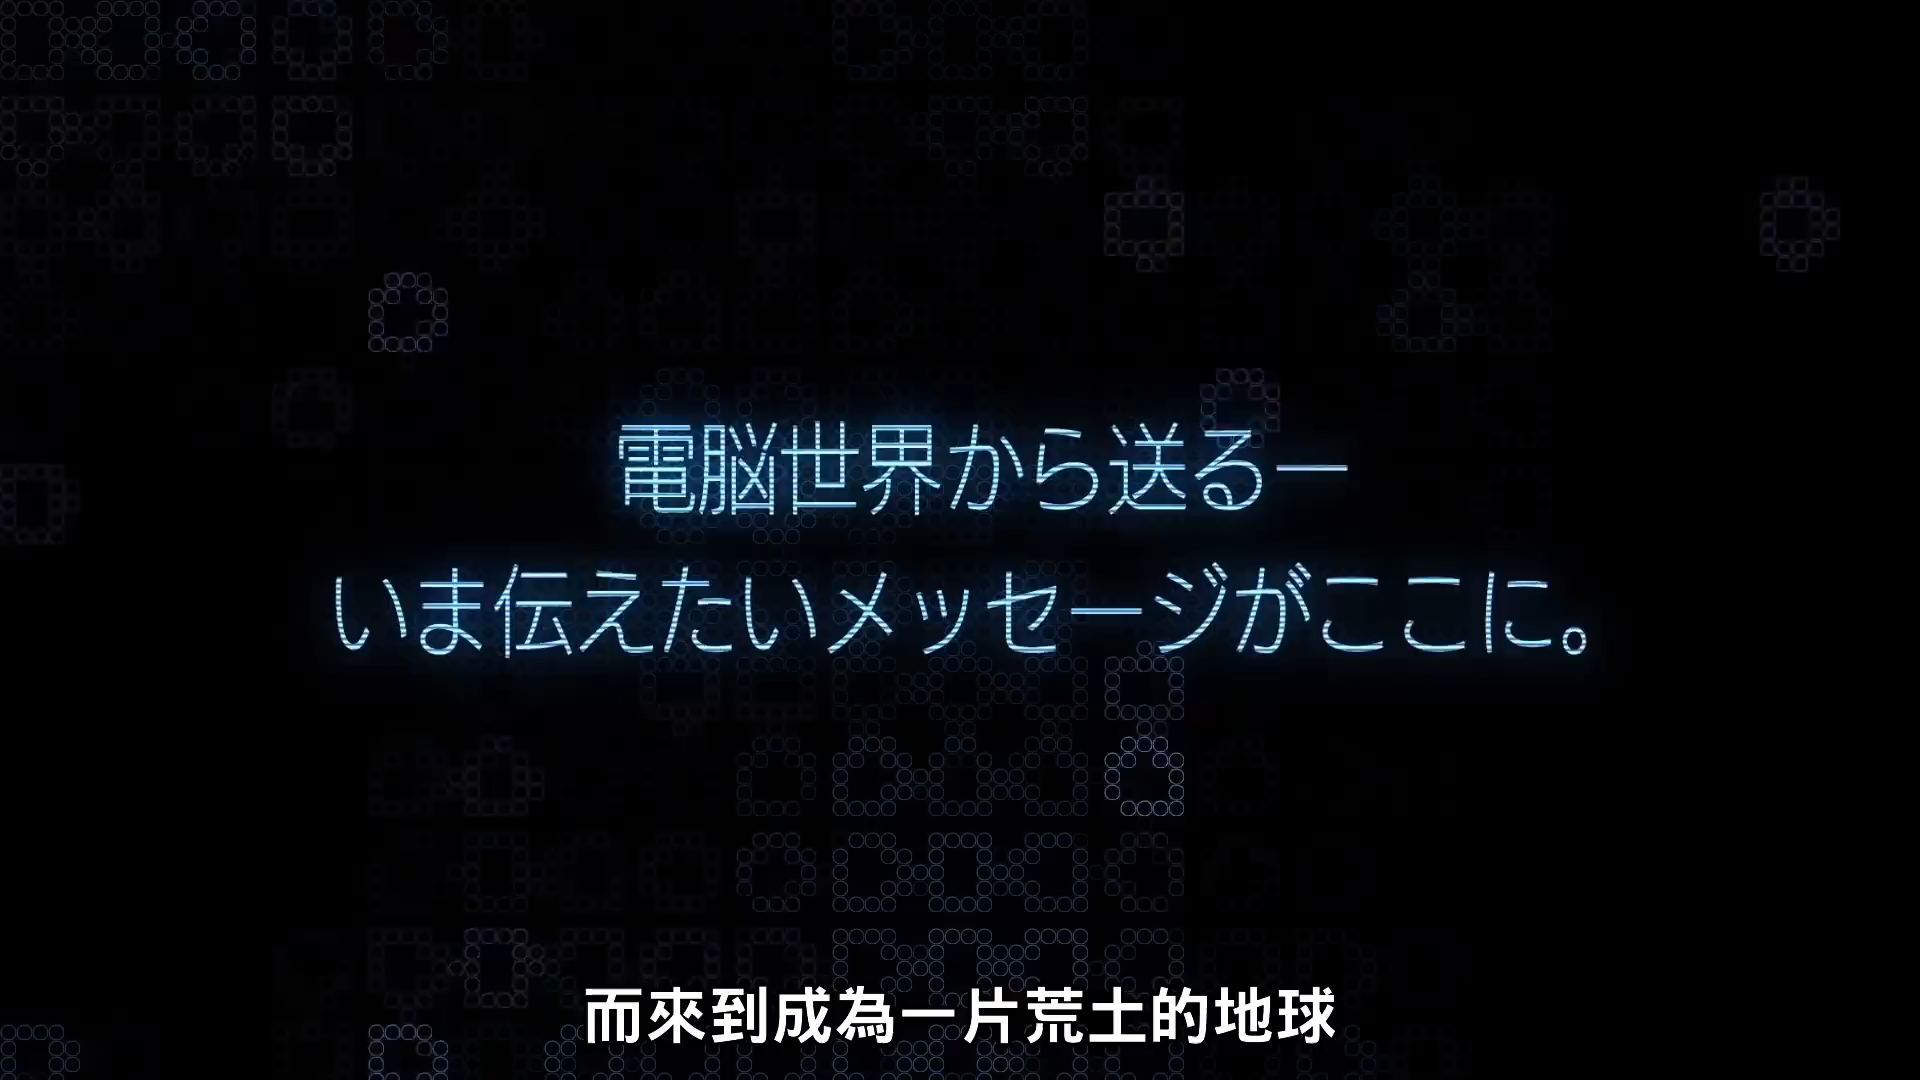 電脳世界から送る―
いま伝えたいメッセージがここに。
而來到成為一片荒土的地球